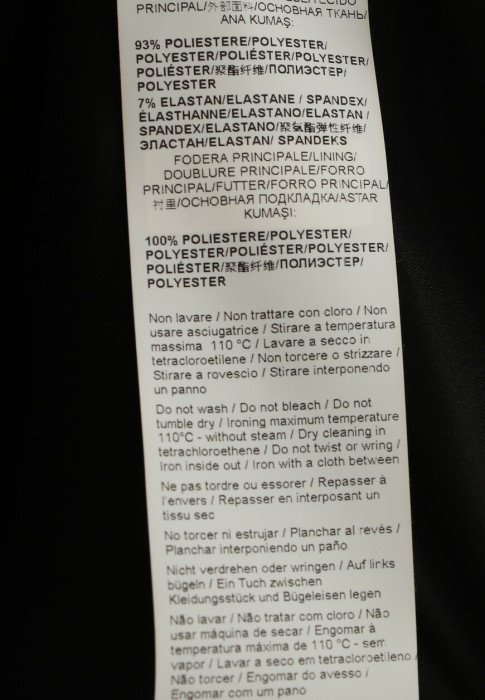 PRINCIPAL/外部面料/ОСНОВНАЯ ТКАНЬ/
ANA KUMAŞ:
93% POLIESTERE/POLYESTER/
POLYESTER/POLIÉSTER/POLYESTER/
POLIÉSTER/聚酯纤维/ПОЛИЭСТЕР/
POLYESTER
7% ELASTAN/ELASTANE / SPANDEX/
ÉLASTHANNE/ELASTANO/ELASTAN /
SPANDEX/ELASTANO/聚氨酯弹性纤维/
ЭЛАСТАН/ELASTAN/ SPANDEKS
FODERA PRINCIPALE/LINING/
DOUBLURE PRINCIPALE/FORRO
PRINCIPAL/FUTTER/FORRO PRINCIPAL/
衬里/ОСНОВНАЯ ПОДКЛАДКА/ASTAR
KUMAŞI:
100% POLIESTERE/POLYESTER/
POLYESTER/POLIÉSTER/POLYESTER/
POLIÉSTER/聚酯纤维/ПОЛИЭСТЕР/
POLYESTER
Non lavare / Non trattare con cloro / Non
usare asciugatrice / Stirare a temperatura
massima 110 °C / Lavare a secco in
tetracloroetilene / Non torcere o strizzare /
Stirare a rovescio / Stirare interponendo
un panno
Do not wash / Do not bleach / Do not
tumble dry / Ironing maximum temperature
110°C - without steam / Dry cleaning in
tetrachloroethene / Do not twist or wring /
Iron inside out / Iron with a cloth between
Ne pas tordre ou essorer / Repasser à
l'envers / Repasser en interposant un
tissu sec
No torcer ni estrujar / Planchar al revés /
Planchar interponiendo un paño
Nicht verdrehen oder wringen / Auf links
bügeln / Ein Tuch zwischen
Kleidungsstück und Bügeleisen legen
Não lavar / Não tratar com cloro / Não
usar máquina de secar / Engomar à
temperatura máxima de 110 °C - sem
vapor / Lavar a seco em tetracloroetileno /
Não torcer / Engomar do avesso /
Engomar com um pano